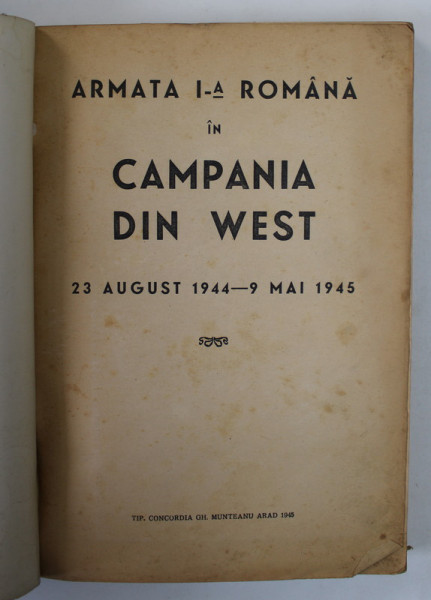 ARMATA I-A ROMÂNĂ
ÎN
CAMPANIA
DIN WEST
23 AUGUST 1944—9 MAI 1945
TIP. CONCORDIA GH. MUNTEANU ARAD 1945